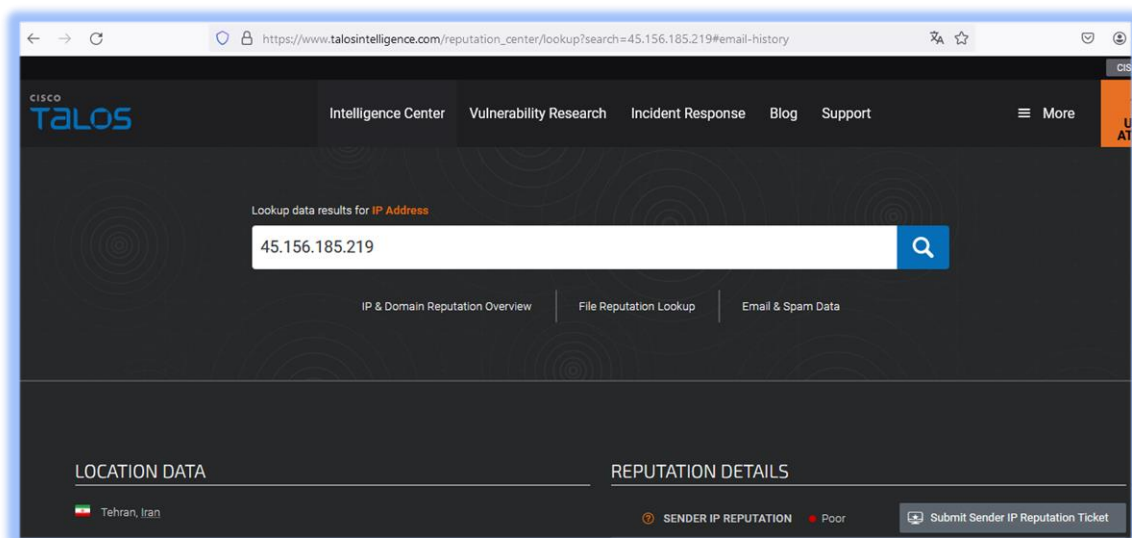 https://www.talosintelligence.com/reputation_center/lookup?search=45.156.185.219#email-history
CIS
CISCO
TALOS
Intelligence Center
Vulnerability Research
Incident Response
Blog
Support
More
U
AT
Lookup data results for IP Address
45.156.185.219
IP & Domain Reputation Overview
File Reputation Lookup
Email & Spam Data
LOCATION DATA
Tehran, Iran
REPUTATION DETAILS
SENDER IP REPUTATION
Poor
Submit Sender IP Reputation Ticket